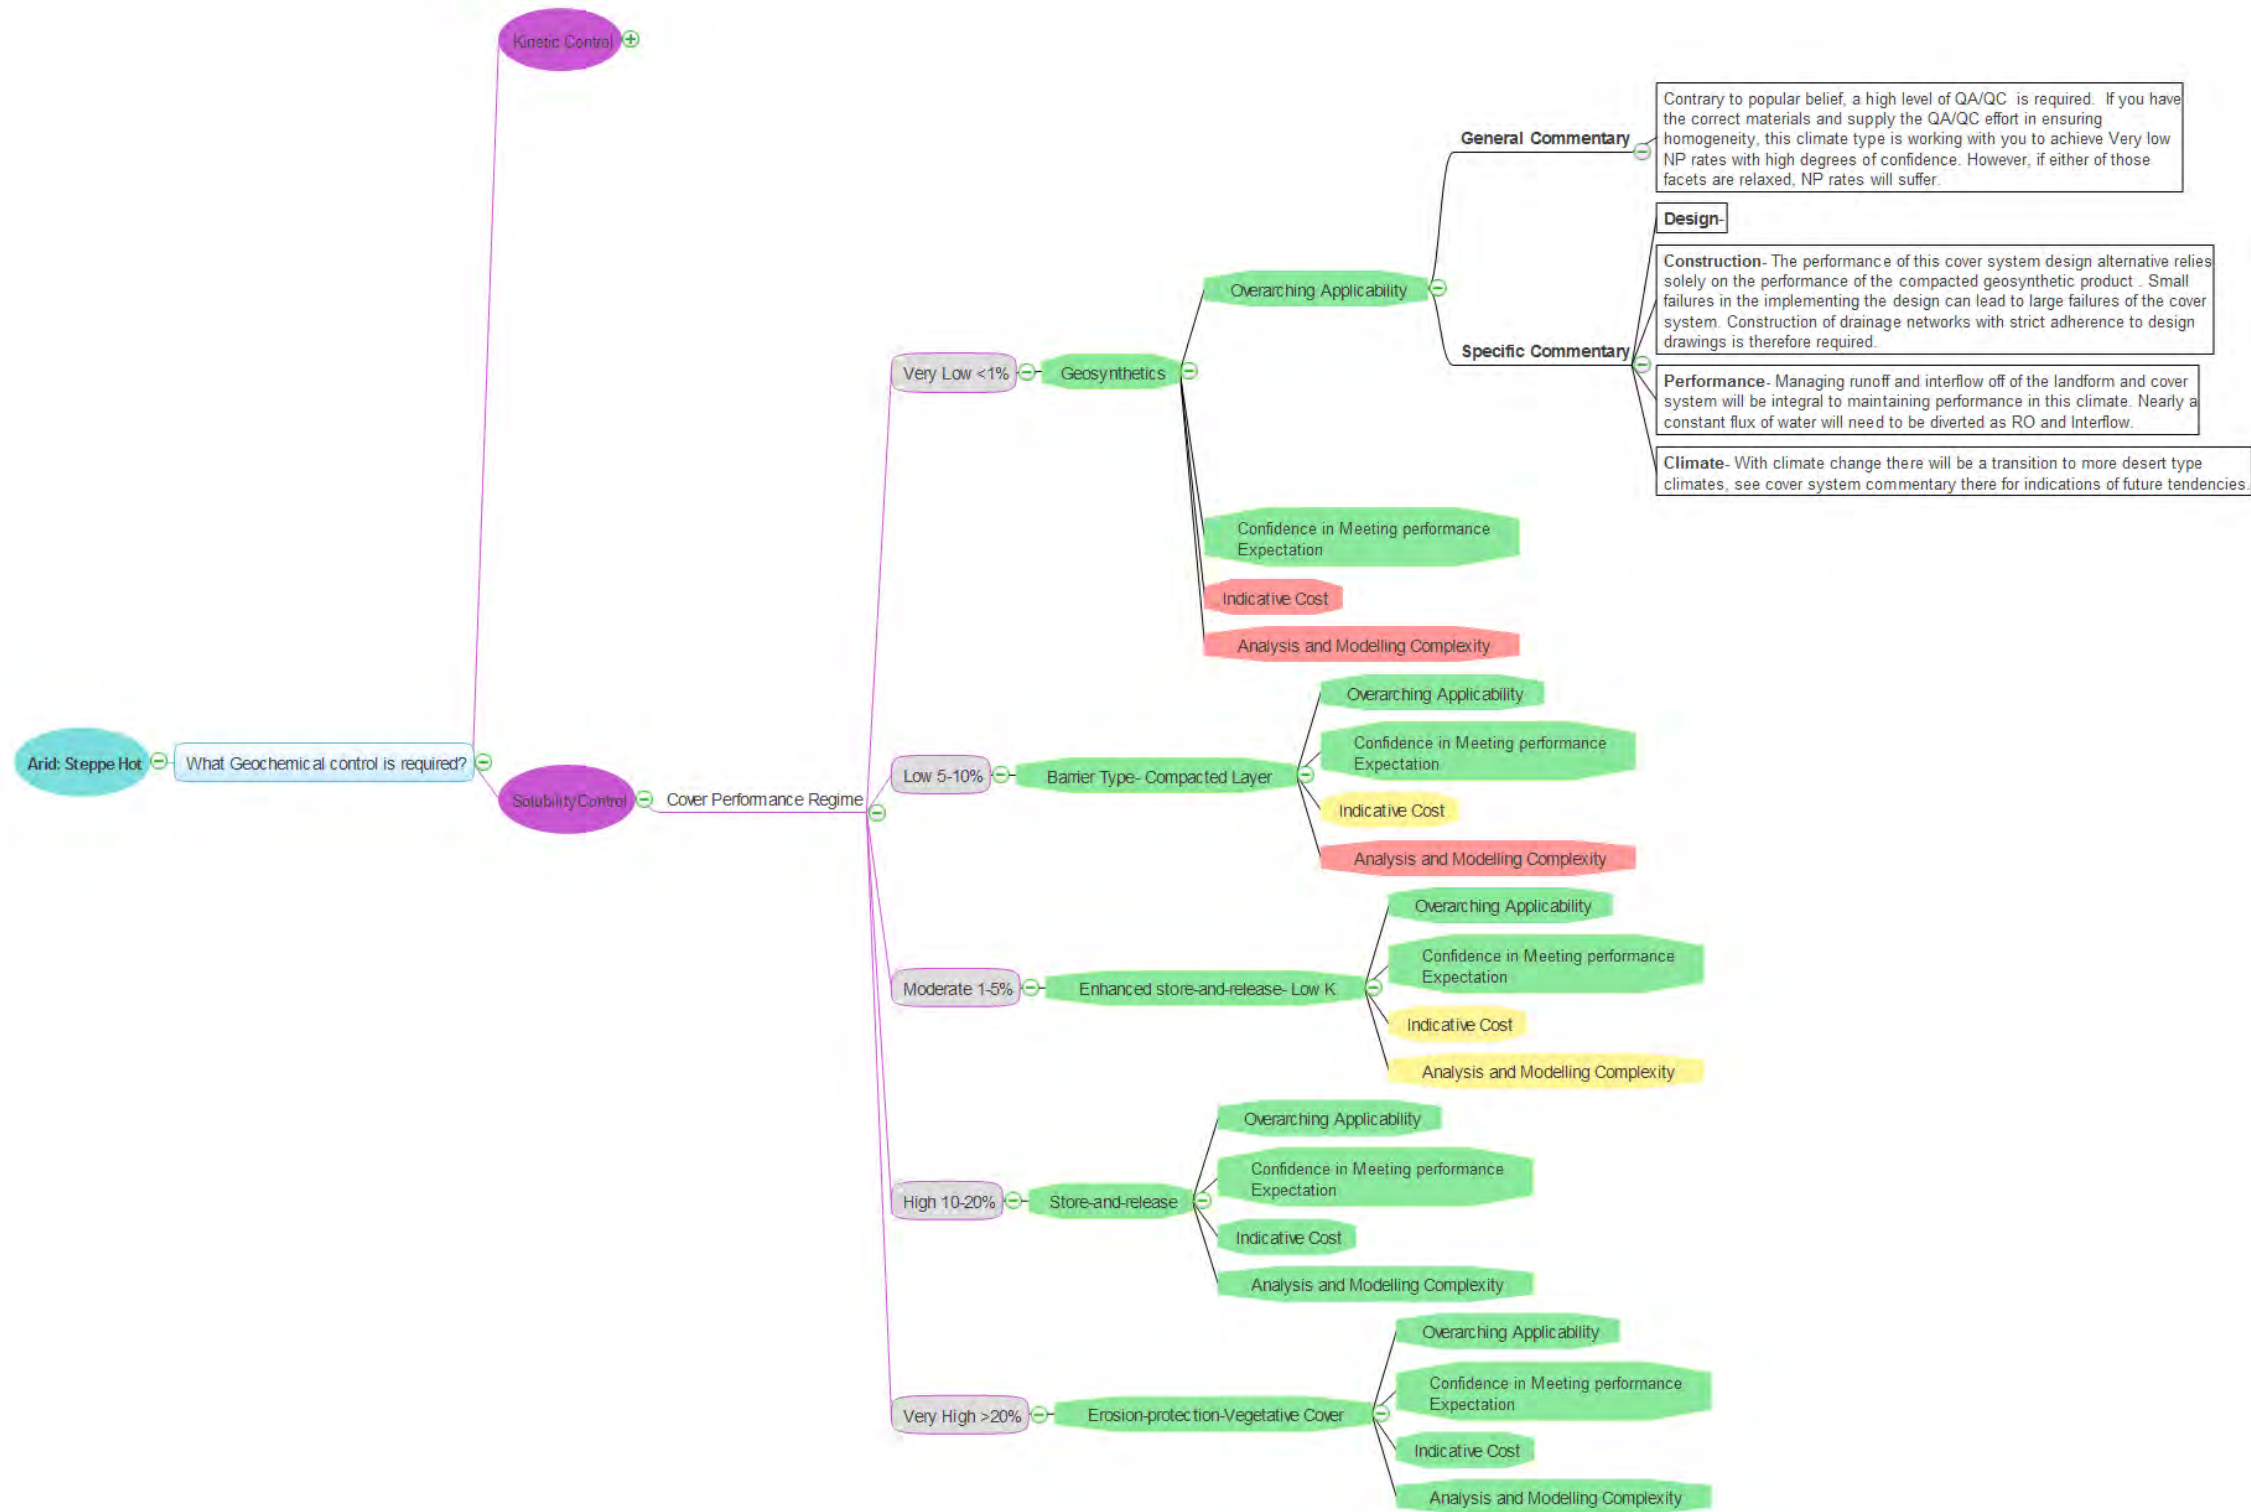 Kinetic Control
Contrary to popular belief, a high level of QA/QC is required. If you have
the correct materials and supply the QA/QC effort in ensuring
homogeneity, this climate type is working with you to achieve Very low
NP rates with high degrees of confidence. However, if either of those
facets are relaxed, NP rates will suffer.
General Commentary
Design-
Construction- The performance of this cover system design alternative relies
solely on the performance of the compacted geosynthetic product . Small
failures in the implementing the design can lead to large failures of the cover
system. Construction of drainage networks with strict adherence to design
drawings is therefore required.
Overarching Applicability
Specific Commentary
Very Low <1%
Geosynthetics
Performance- Managing runoff and interflow off of the landform and cover
system will be integral to maintaining performance in this climate. Nearly a
constant flux of water will need to be diverted as RO and Interflow.
Climate- With climate change there will be a transition to more desert type
climates, see cover system commentary there for indications of future tendencies.
Confidence in Meeting performance
Expectation
Indicative Cost
Analysis and Modelling Complexity
Arid: Steppe Hot
What Geochemical control is required?
Solubility Control
Cover Performance Regime
Low 5-10%
Barrier Type- Compacted Layer
Overarching Applicability
Confidence in Meeting performance
Expectation
Indicative Cost
Analysis and Modelling Complexity
Moderate 1-5%
Enhanced store-and-release- Low K
Overarching Applicability
Confidence in Meeting performance
Expectation
Indicative Cost
Analysis and Modelling Complexity
High 10-20%
Store-and-release
Overarching Applicability
Confidence in Meeting performance
Expectation
Indicative Cost
Analysis and Modelling Complexity
Very High >20%
Erosion-protection-Vegetative Cover
Overarching Applicability
Confidence in Meeting performance
Expectation
Indicative Cost
Analysis and Modelling Complexity